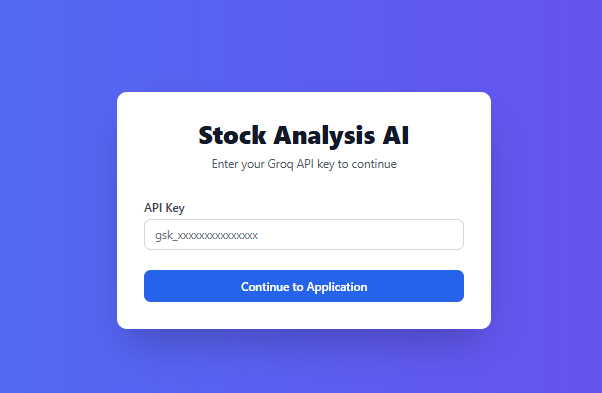 Stock Analysis AI
Enter your Groq API key to continue
API Key
gsk_xxxxxxxxxxxxxxx
Continue to Application